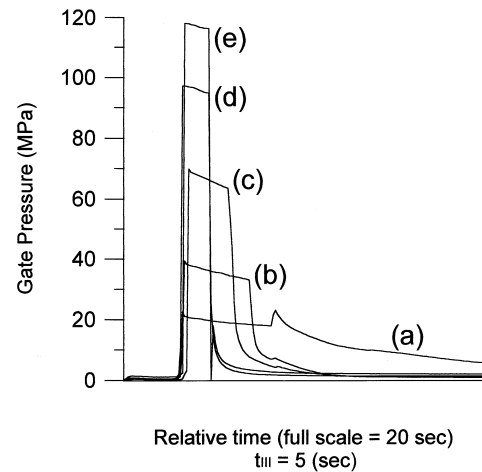 120
100
80
60
40
20
0
Gate Pressure (MPa)
(e)
(d)
(c)
(b)
(a)
Relative time (full scale = 20 sec)
tIII = 5 (sec)